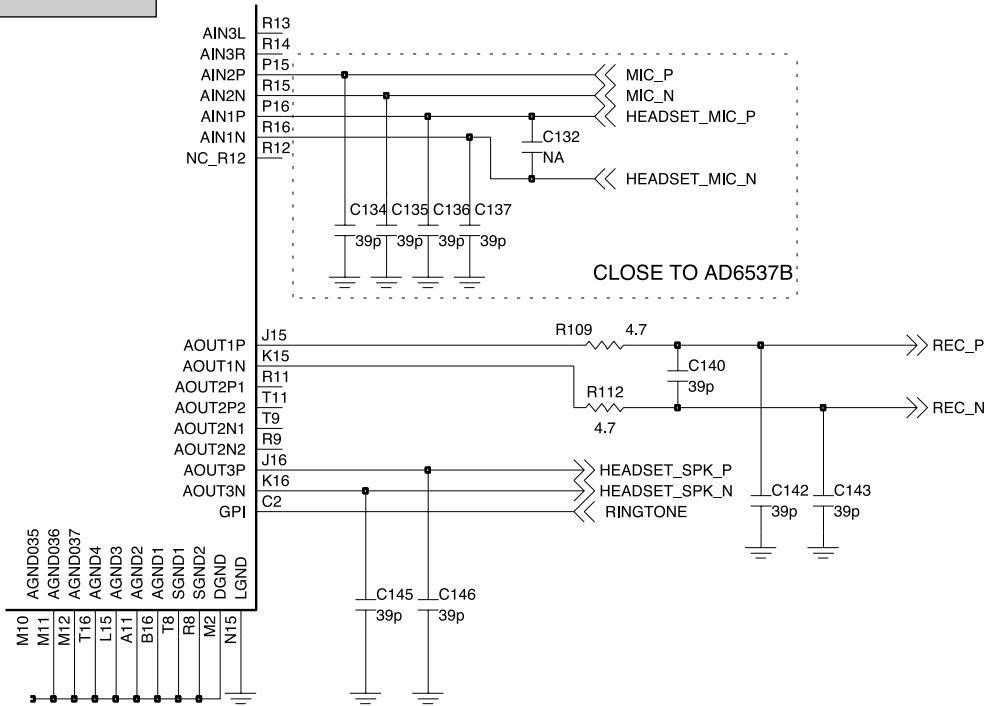 AIN3L R13
AIN3R R14
AIN2P P15 MIC_P
AIN2N R15 MIC_N
AIN1P P16 HEADSET_MIC_P
AIN1N R16
C132
NA
NC_R12 R12
HEADSET_MIC_N
C134 C135 C136 C137
39p 39p 39p 39p
CLOSE TO AD6537B
R109 4.7
AOUT1P J15 REC_P
AOUT1N K15
C140
39p
AOUT2P1 R11
R112
AOUT2P2 T11 REC_N
4.7
AOUT2N1 T9
AOUT2N2 R9
AOUT3P J16 HEADSET_SPK_P
AOUT3N K16 HEADSET_SPK_N
GPI C2 RINGTONE
C142 C143
39p 39p
AGND035 AGND036 AGND037 AGND4 AGND3 AGND2 AGND1 SGND1 SGND2 DGND LGND
C145 C146
39p 39p
M10 M11 M12 T16 L15 A11 B16 T8 R8 M2 N15